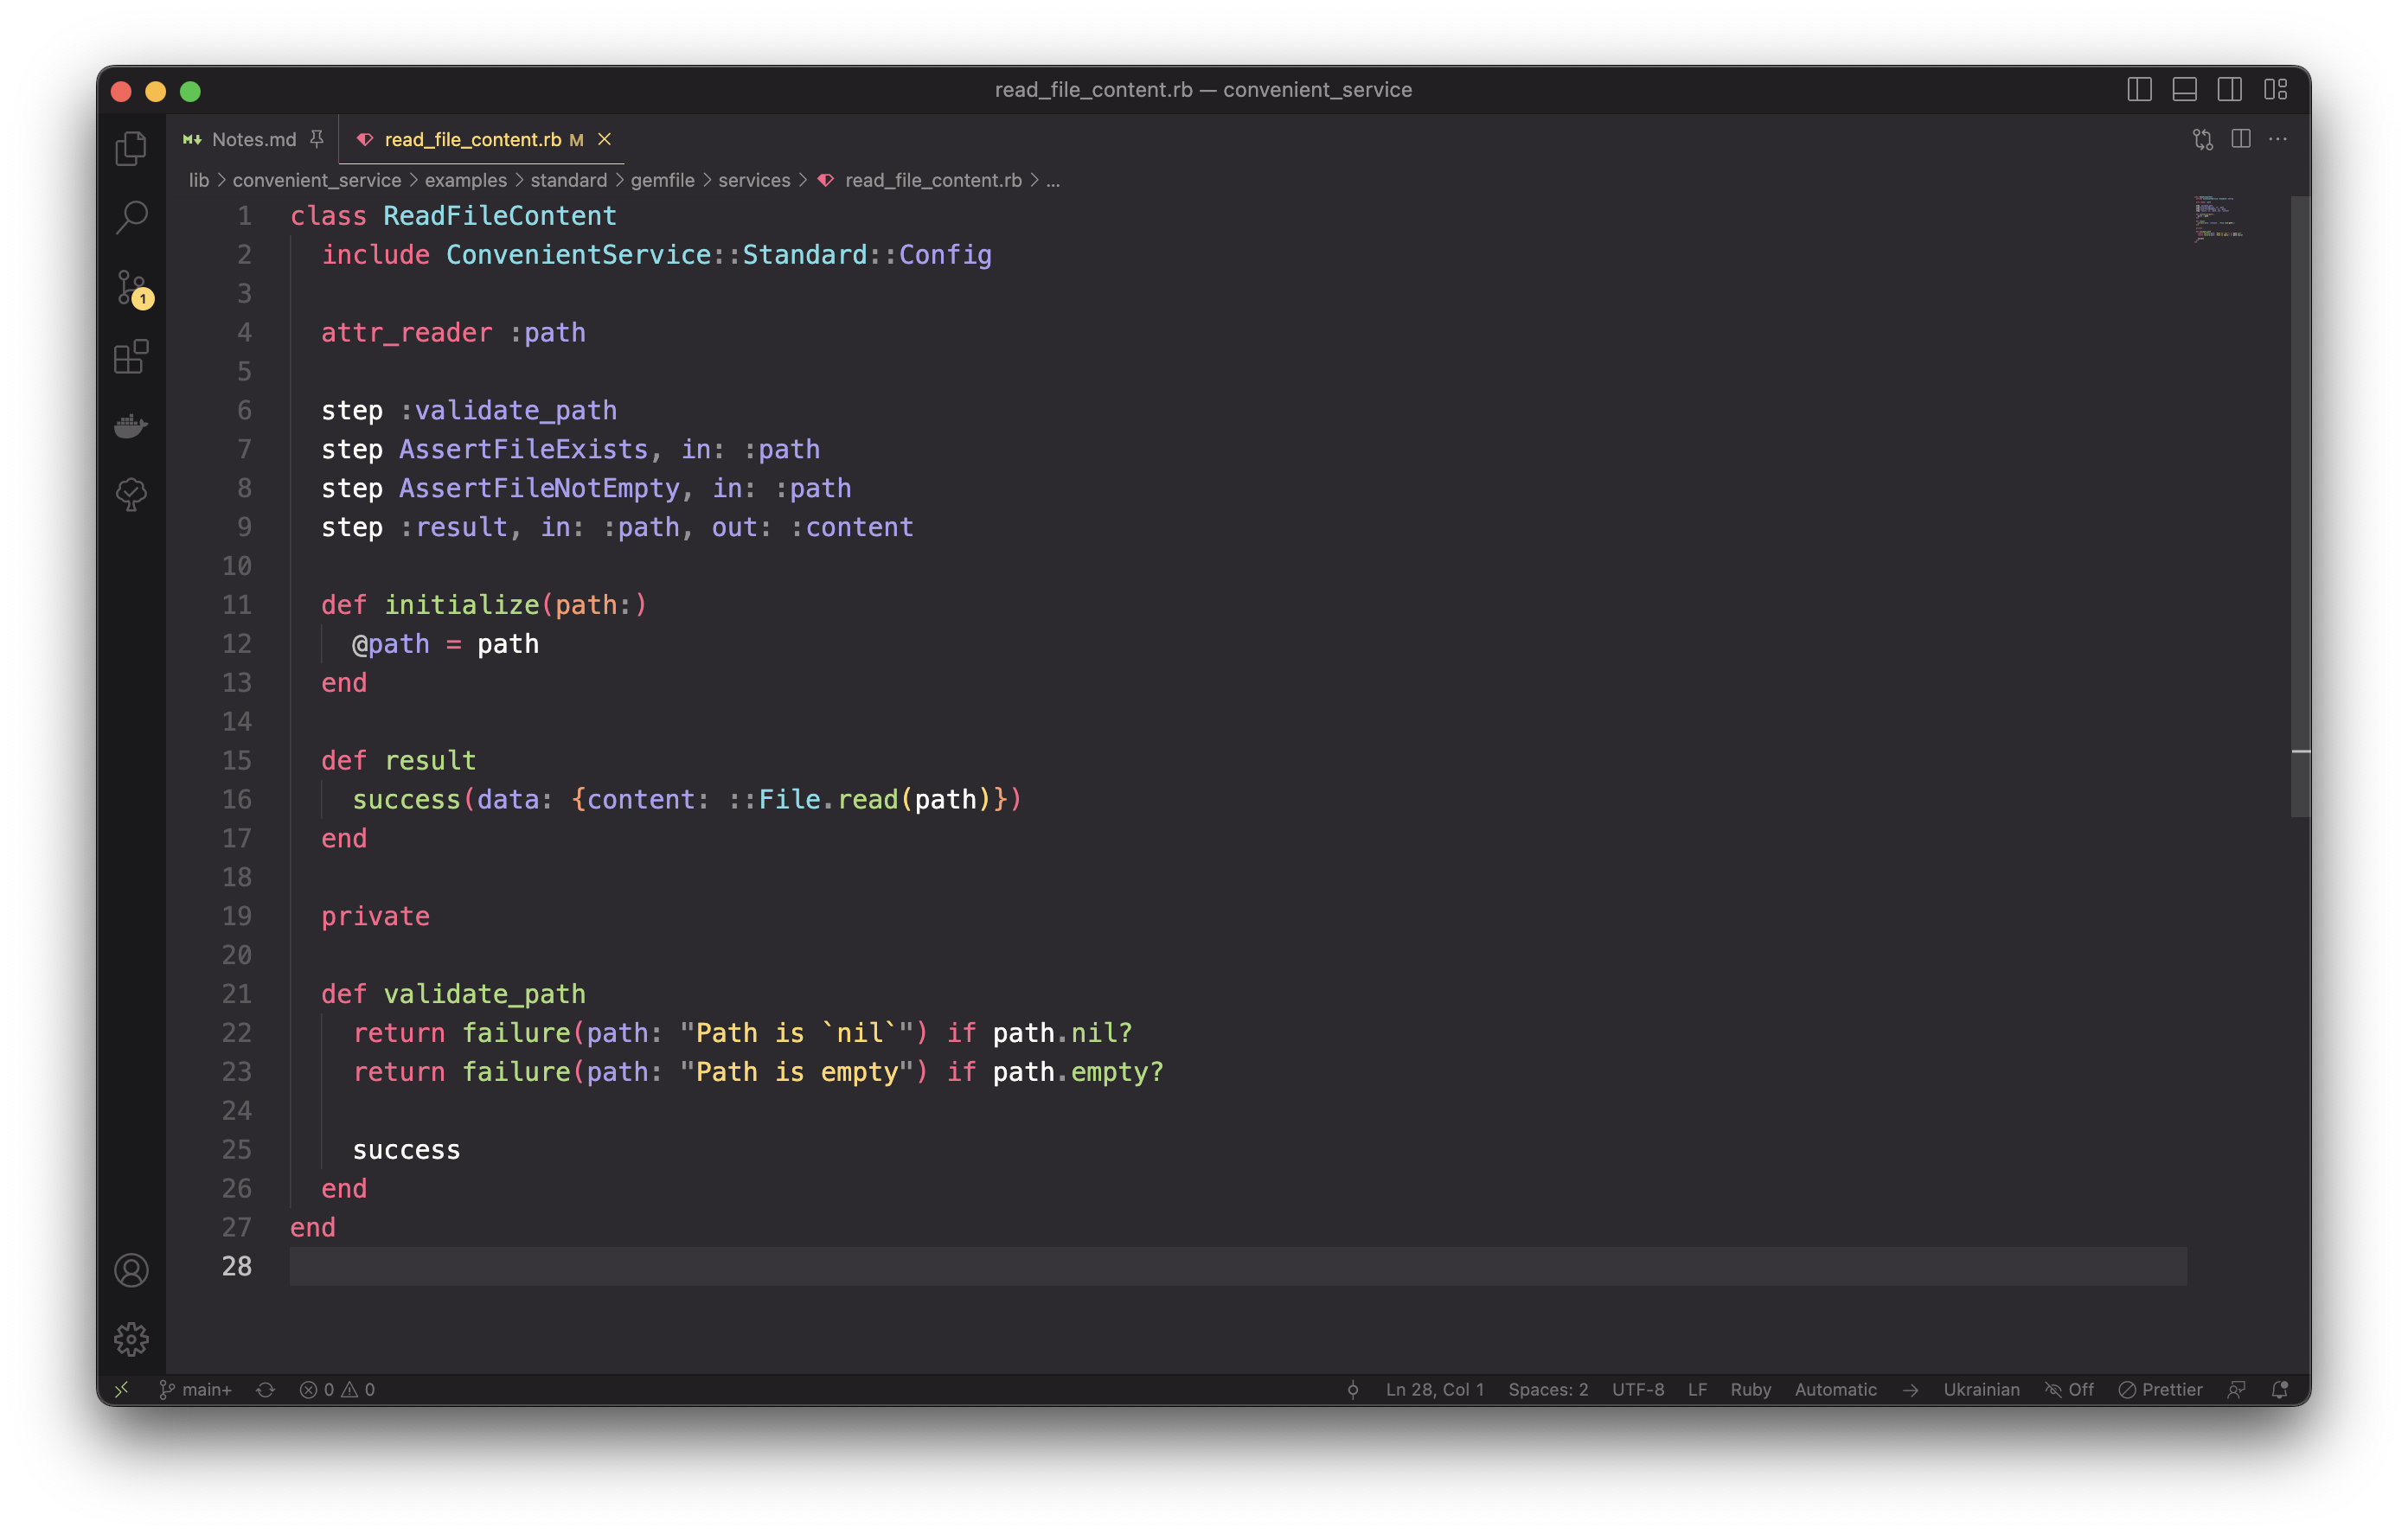 read_file_content.rb — convenient_service
Notes.md
read_file_content.rb M
lib > convenient_service > examples > standard > gemfile > services > read_file_content.rb > ...
1 class ReadFileContent
2 include ConvenientService::Standard::Config
3
4 attr_reader :path
5
6 step :validate_path
7 step AssertFileExists, in: :path
8 step AssertFileNotEmpty, in: :path
9 step :result, in: :path, out: :content
10
11 def initialize(path:)
12 @path = path
13 end
14
15 def result
16 success(data: {content: ::File.read(path)})
17 end
18
19 private
20
21 def validate_path
22 return failure(path: "Path is `nil`") if path.nil?
23 return failure(path: "Path is empty") if path.empty?
24
25 success
26 end
27 end
28
1
main+ 0 0 Ln 28, Col 1 Spaces: 2 UTF-8 LF Ruby Automatic Ukrainian Off Prettier